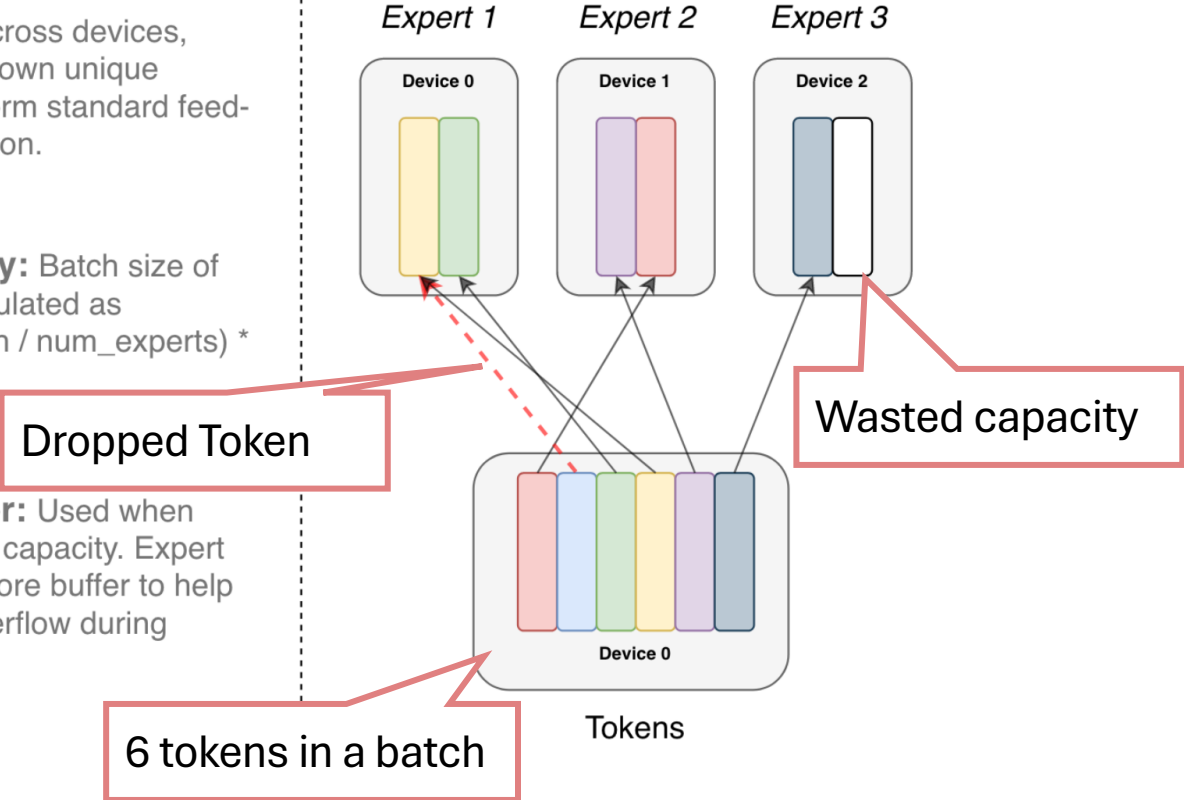 cross devices,
own unique
orm standard feed-
on.
y: Batch size of
ulated as
n / num_experts) *
r: Used when
capacity. Expert
ore buffer to help
erflow during
Expert 1
Expert 2
Expert 3
Device 0
Device 1
Device 2
Dropped Token
Wasted capacity
Device 0
6 tokens in a batch
Tokens